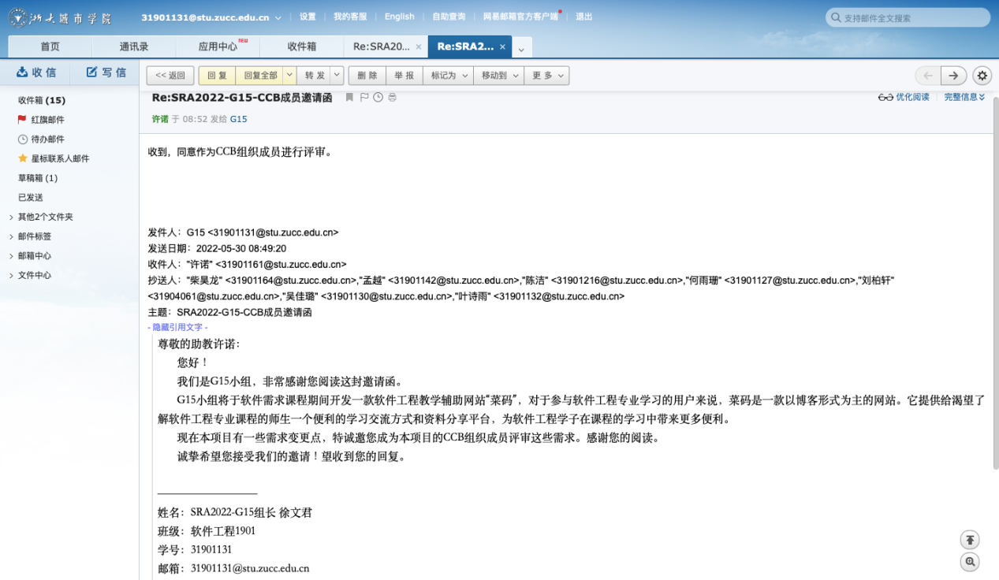 浙大城市学院
31901131@stu.zucc.edu.cn 设置 我的客服 English 自助查询 网易邮箱官方客户端 退出
支持邮件全文搜索
首页 通讯录 应用中心 NEW 收件箱 Re:SRA20... × Re:SRA2... ×
收信 写信
<< 返回 回复 回复全部 转发 删除 举报 标记为 移动到 更多
收件箱 (15)
红旗邮件
待办邮件
星标联系人邮件
草稿箱 (1)
已发送
其他2个文件夹
邮件标签
邮箱中心
文件中心
Re:SRA2022-G15-CCB成员邀请函
优化阅读 完整信息
许诺 于 08:52 发给 G15
收到，同意作为CCB组织成员进行评审。
发件人：G15 <31901131@stu.zucc.edu.cn>
发送日期：2022-05-30 08:49:20
收件人："许诺" <31901161@stu.zucc.edu.cn>
抄送人："柴昊龙" <31901164@stu.zucc.edu.cn>,"孟越" <31901142@stu.zucc.edu.cn>,"陈洁" <31901216@stu.zucc.edu.cn>,"何雨珊" <31901127@stu.zucc.edu.cn>,"刘柏轩"
<31904061@stu.zucc.edu.cn>,"吴佳璐" <31901130@stu.zucc.edu.cn>,"叶诗雨" <31901132@stu.zucc.edu.cn>
主题：SRA2022-G15-CCB成员邀请函
- 隐藏引用文字 -
尊敬的助教许诺：
您好！
我们是G15小组，非常感谢您阅读这封邀请函。
G15小组将于软件需求课程期间开发一款软件工程教学辅助网站“菜码”，对于参与软件工程专业学习的用户来说，菜码是一款以博客形式为主的网站。它提供给渴望了
解软件工程专业课程的师生一个便利的学习交流方式和资料分享平台，为软件工程学子在课程的学习中带来更多便利。
现在本项目有一些需求变更点，特诚邀您成为本项目的CCB组织成员评审这些需求。感谢您的阅读。
诚挚希望您接受我们的邀请！望收到您的回复。
姓名：SRA2022-G15组长 徐文君
班级：软件工程1901
学号：31901131
邮箱：31901131@stu.zucc.edu.cn